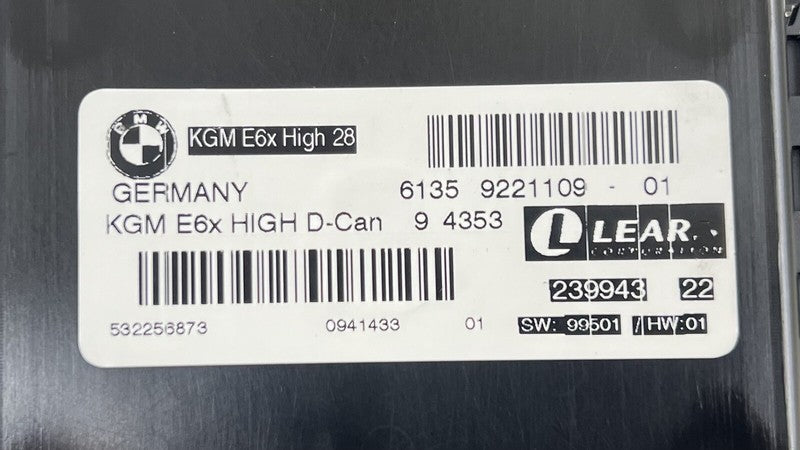 BMW
KGM E6x High 28
GERMANY
6135 9221109 - 01
KGM E6x HIGH D-Can 9 4353
LEAR
CORPORATION
239943 22
532256873 0941433 01
SW: 99501 / HW:01